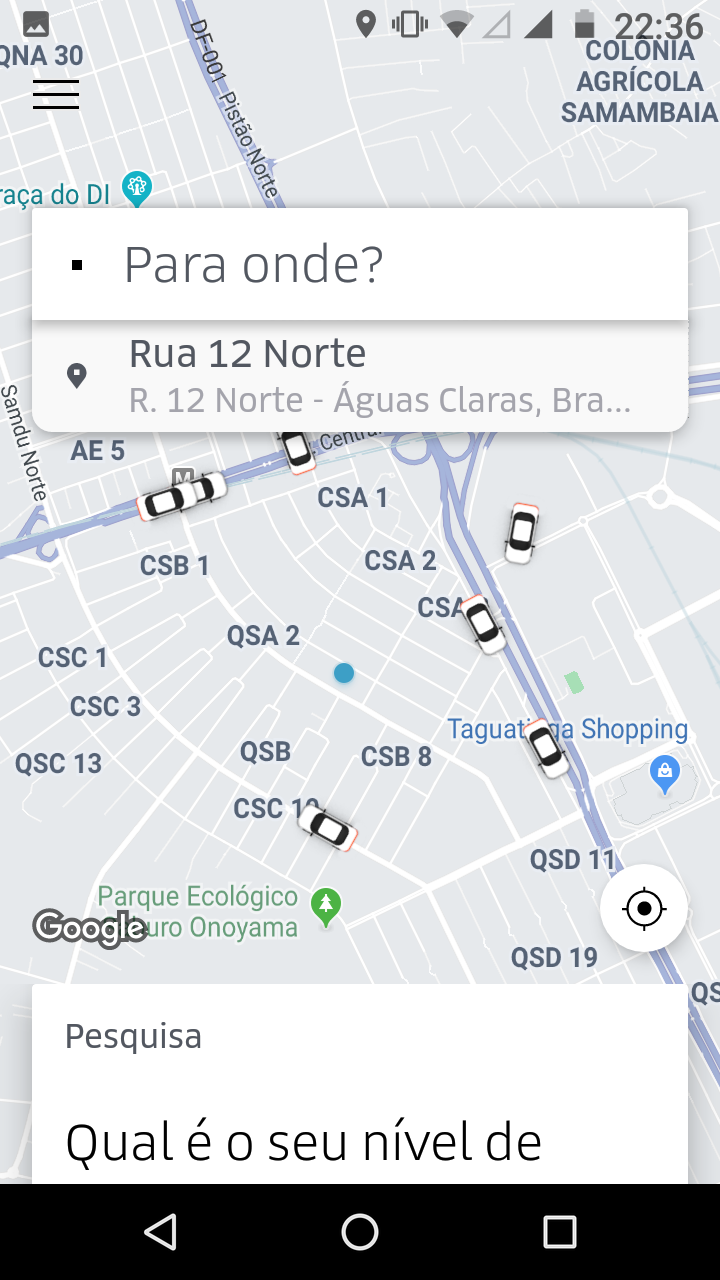 22:36
QNA 30
COLÔNIA
AGRÍCOLA
SAMAMBAIA
DF-001
Pistão Norte
raça do DI
Para onde?
Rua 12 Norte
R. 12 Norte - Águas Claras, Bra...
Samdu Norte
AE 5
Central
M
CSA 1
CSB 1
CSA 2
CSA
QSA 2
CSC 1
CSC 3
Taguatinga Shopping
QSB
CSB 8
QSC 13
CSC 10
QSD 11
Parque Ecológico
Google
uro Onoyama
QSD 19
QS
Pesquisa
Qual é o seu nível de